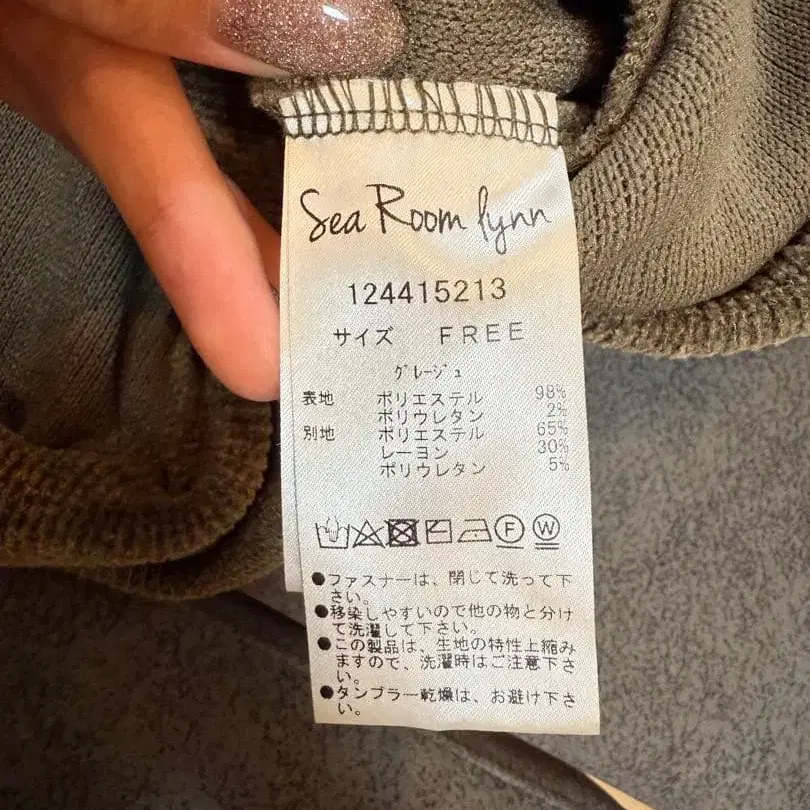 Sea Room lynn
124415213
サイズ FREE
グレージュ
表地 ポリエステル 98%
ポリウレタン 2%
別地 ポリエステル 65%
レーヨン 30%
ポリウレタン 5%
F W
●ファスナーは、閉じて洗って下
さい。
●移染しやすいので他の物と分け
て洗濯して下さい。
●この製品は、生地の特性上縮み
ますので、洗濯時はご注意下さ
い。
●タンブラー乾燥は、お避け下さ
い。